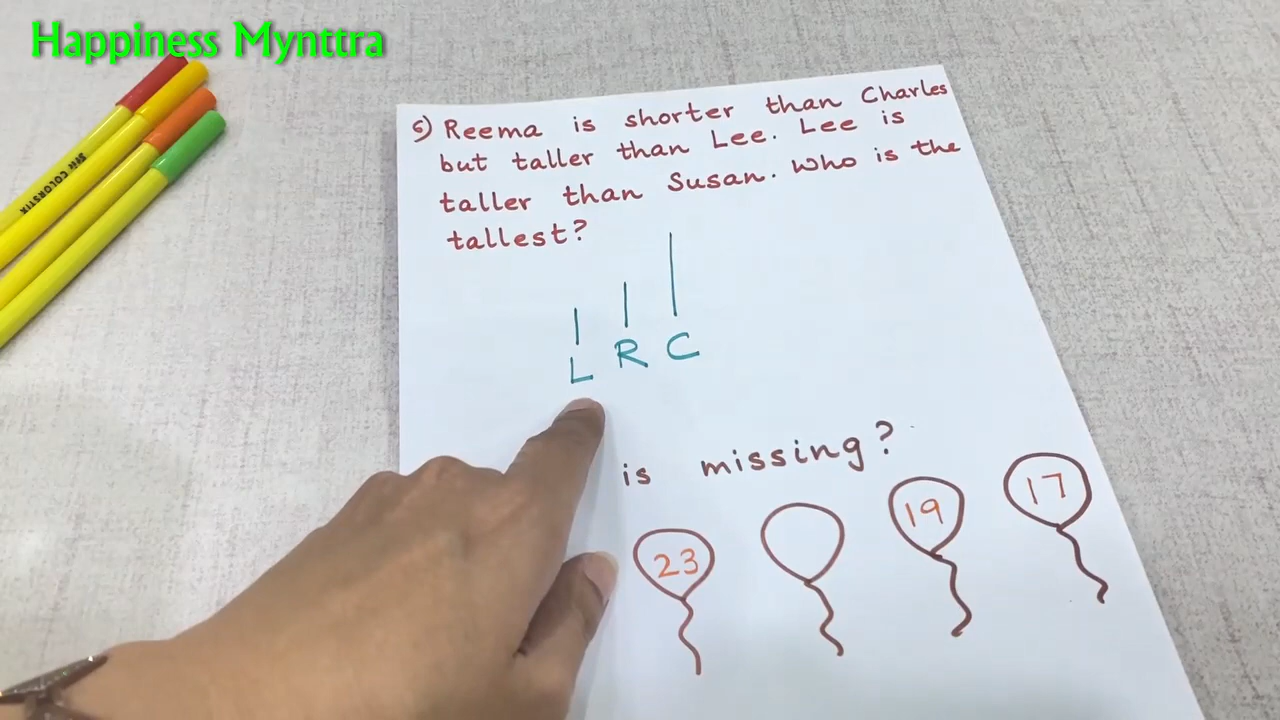 Happiness Mynttra
5) Reema is shorter than Charles
but taller than Lee. Lee is
taller than Susan. Who is the
tallest?
L R C
is missing?
23 19 17
COLORSTIX